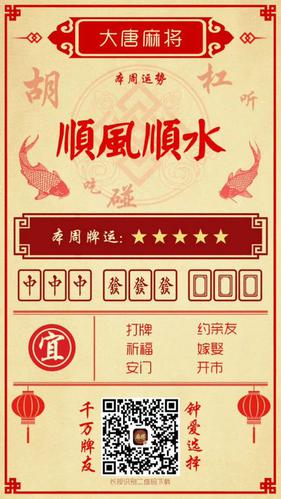 大唐麻将
本周运势
胡
杠
听
順風順水
吃
碰
本周牌运：★★★★★
中中中 發發發
宜
打牌 约亲友
祈福 嫁娶
安门 开市
千万牌友
钟爱选择
长按识别二维码下载